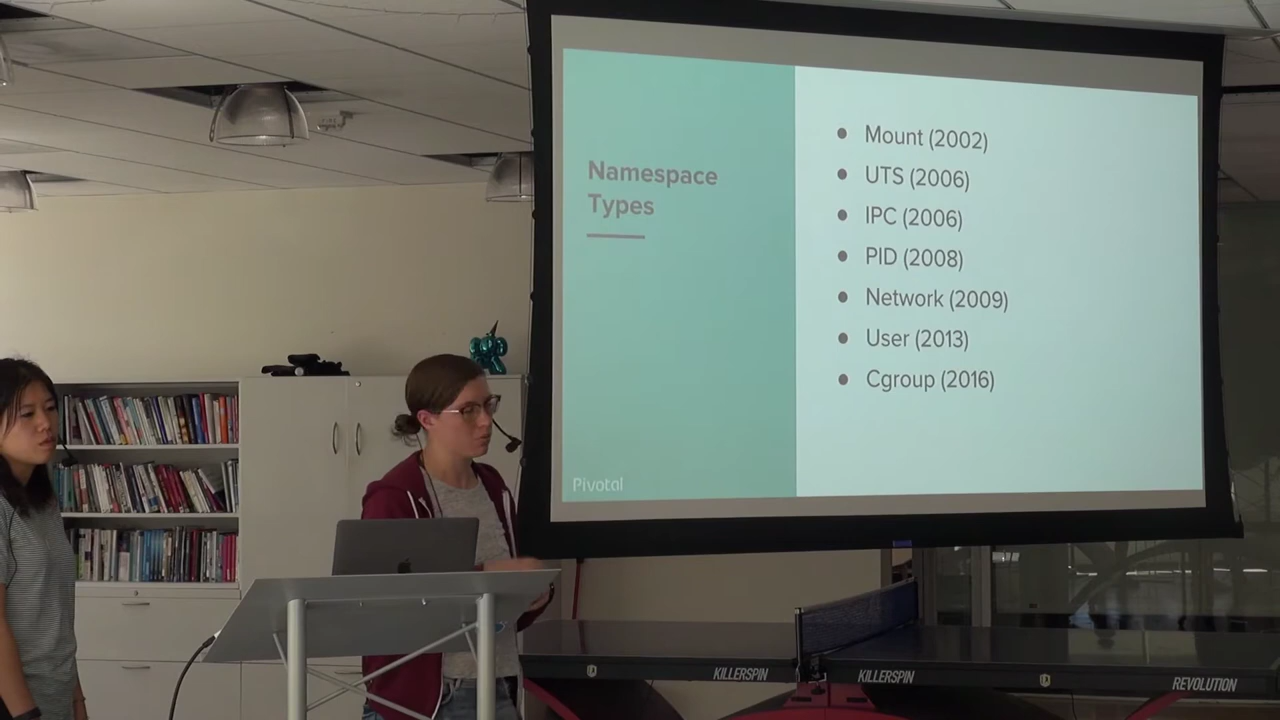 Namespace
Types
Mount (2002)
UTS (2006)
IPC (2006)
PID (2008)
Network (2009)
User (2013)
Cgroup (2016)
Pivotal
KILLERSPIN
KILLERSPIN
REVOLUTION